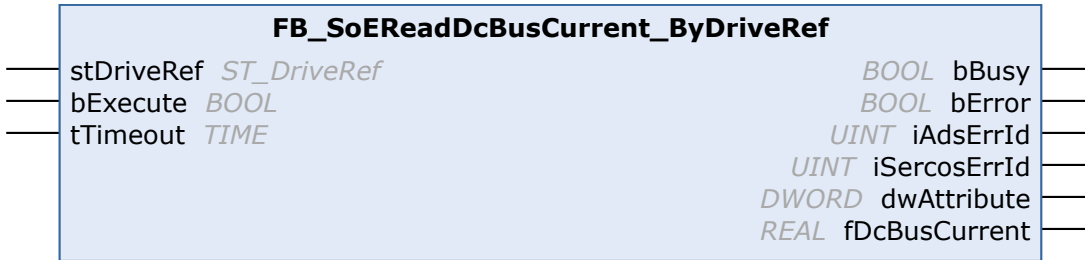 FB_SoEReadDcBusCurrent_ByDriveRef
stDriveRef ST_DriveRef
BOOL bBusy
bExecute BOOL
BOOL bError
tTimeout TIME
UINT iAdsErrId
UINT iSercosErrId
DWORD dwAttribute
REAL fDcBusCurrent